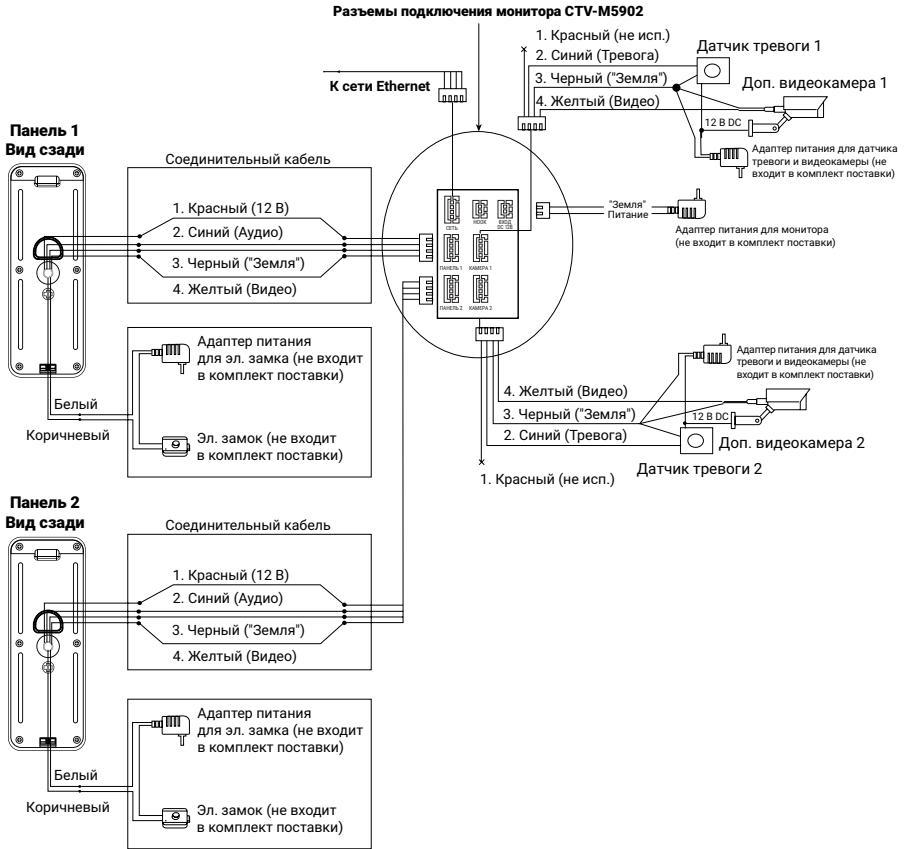 Разъемы подключения монитора CTV-M5902
1. Красный (не исп.)
2. Синий (Тревога)
3. Черный ("Земля")
4. Желтый (Видео)
Датчик тревоги 1
Доп. видеокамера 1
12 В DC
Адаптер питания для датчика
тревоги и видеокамеры (не
входит в комплект поставки)
К сети Ethernet
"Земля"
Питание
Адаптер питания для монитора
(не входит в комплект поставки)
СЕТЬ
HOOK
ВХОД
DC 12В
ПАНЕЛЬ 1
КАМЕРА 1
ПАНЕЛЬ 2
КАМЕРА 2
Панель 1
Вид сзади
Соединительный кабель
1. Красный (12 В)
2. Синий (Аудио)
3. Черный ("Земля")
4. Желтый (Видео)
Адаптер питания
для эл. замка (не входит
в комплект поставки)
Белый
Коричневый
Эл. замок (не входит
в комплект поставки)
Адаптер питания для датчика
тревоги и видеокамеры (не
входит в комплект поставки)
4. Желтый (Видео)
3. Черный ("Земля")
2. Синий (Тревога)
1. Красный (не исп.)
12 В DC
Доп. видеокамера 2
Датчик тревоги 2
Панель 2
Вид сзади
Соединительный кабель
1. Красный (12 В)
2. Синий (Аудио)
3. Черный ("Земля")
4. Желтый (Видео)
Адаптер питания
для эл. замка (не входит
в комплект поставки)
Белый
Коричневый
Эл. замок (не входит
в комплект поставки)